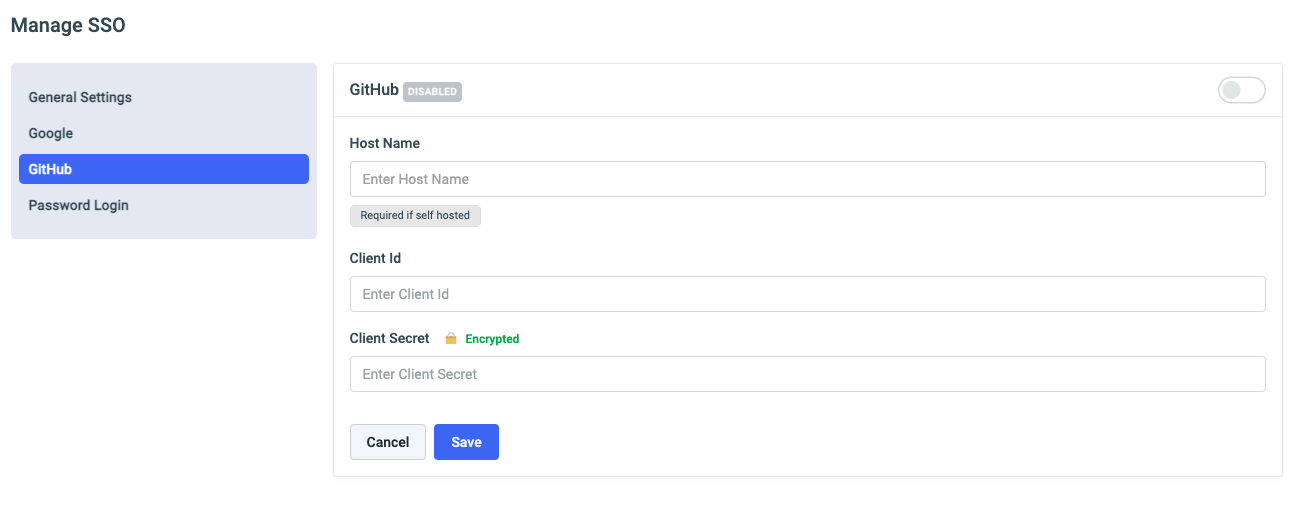 Manage SSO
General Settings
Google
GitHub
Password Login
GitHub DISABLED
Host Name
Enter Host Name
Required if self hosted
Client Id
Enter Client Id
Client Secret Encrypted
Enter Client Secret
Cancel Save